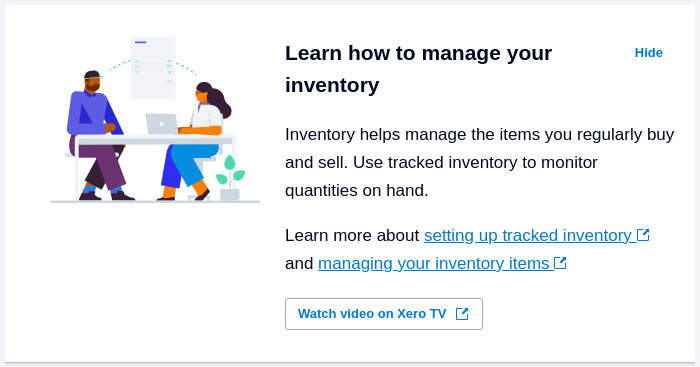 Learn how to manage your
Hide
inventory
Inventory helps manage the items you regularly buy
and sell. Use tracked inventory to monitor
quantities on hand.
Learn more about setting up tracked inventory
and managing your inventory items
Watch video on Xero TV